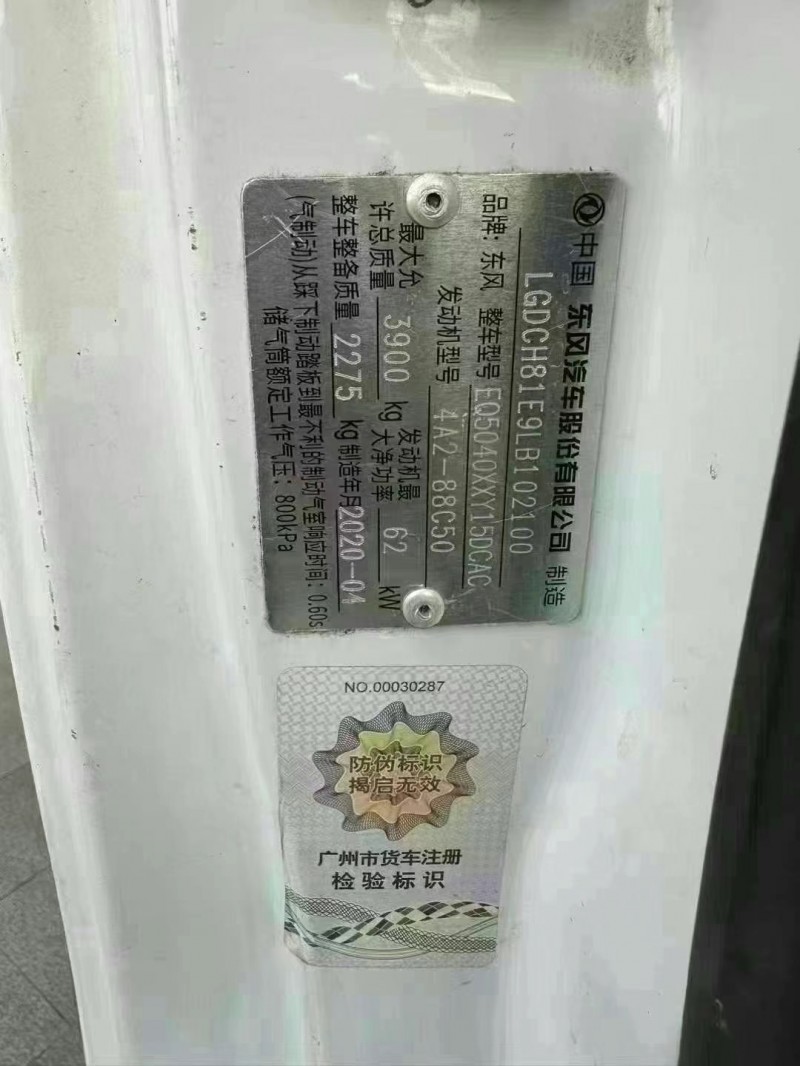 中国 东风汽车股份有限公司 制造
LGDCH81E9LB102100
品牌: 东风 整车型号 EQ5040XXY15DCAC
发动机型号 4A2-88C50
最大允许总质量 3900 kg 发动机最大净功率 62 kW
整车整备质量 2275 kg 制造年月 2020-04
(气制动)从踩下制动踏板到最不利的制动气室响应时间: 0.60s
储气筒额定工作气压: 800kPa
NO.00030287
防伪标识
揭启无效
广州市货车注册
检验标识